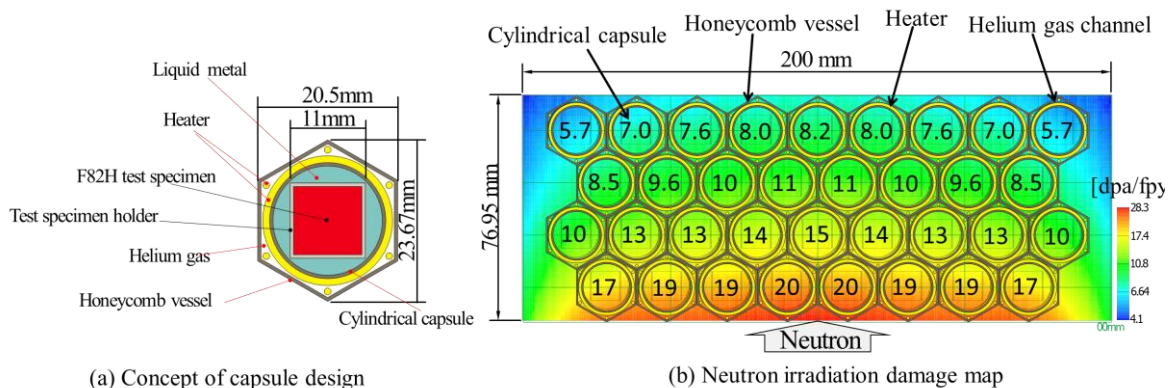 Liquid metal
20.5mm
11mm
Heater
F82H test specimen
Test specimen holder
23.67mm
Helium gas
Honeycomb vessel
Cylindrical capsule
(a) Concept of capsule design
Cylindrical capsule
Honeycomb vessel
Heater
Helium gas channel
200 mm
76.95 mm
5.7 7.0 7.6 8.0 8.2 8.0 7.6 7.0 5.7
8.5 9.6 10 11 11 10 9.6 8.5
10 13 13 14 15 14 13 13 10
17 19 19 20 20 19 19 17
[dpa/fpy]
28.3
17.4
10.8
6.64
4.1
00mm
Neutron
(b) Neutron irradiation damage map